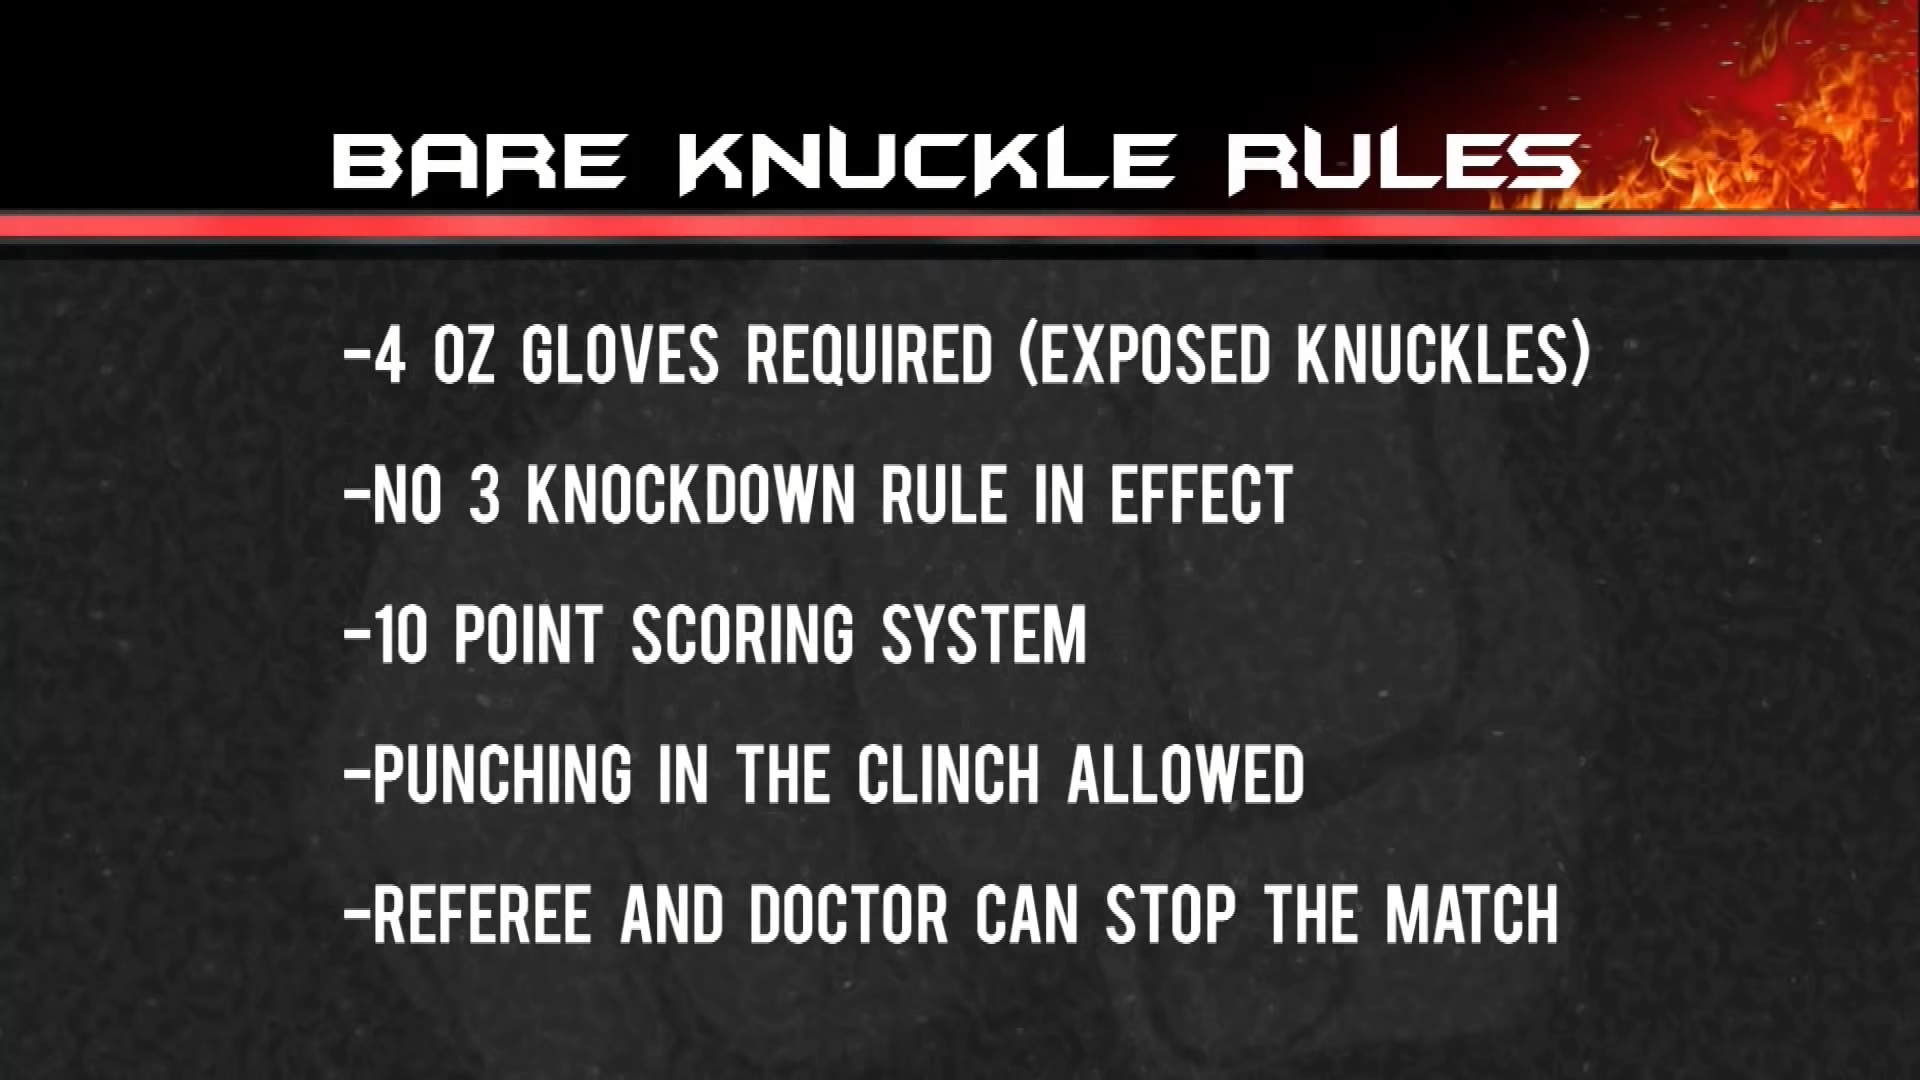 BARE KNUCKLE RULES
-4 OZ GLOVES REQUIRED (EXPOSED KNUCKLES)
-NO 3 KNOCKDOWN RULE IN EFFECT
-10 POINT SCORING SYSTEM
-PUNCHING IN THE CLINCH ALLOWED
-REFEREE AND DOCTOR CAN STOP THE MATCH